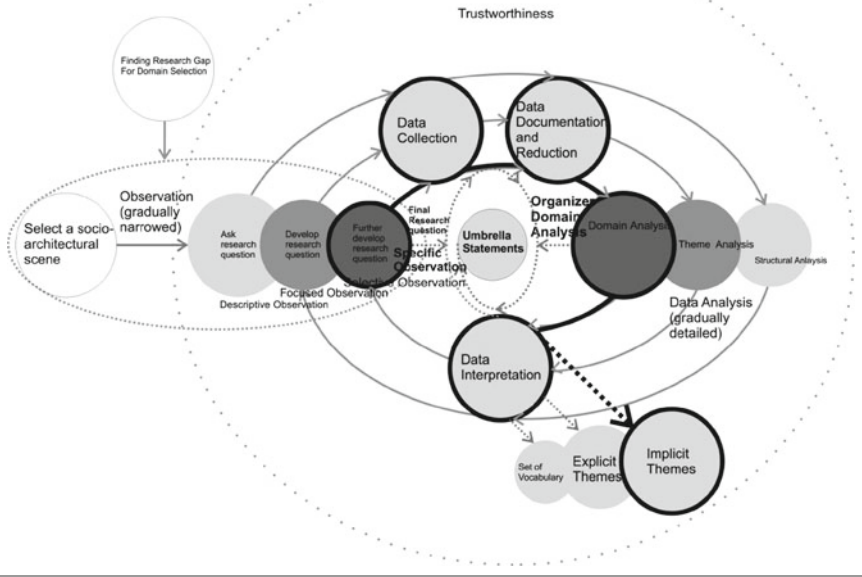 Trustworthiness
Finding Research Gap
For Domain Selection
Data
Collection
Data
Documentation
and
Reduction
Observation
(gradually
narrowed)
Select a socio-
architectural
scene
Ask
research
question
Develop
research
question
Further
develop
research
question
Final
Research
question
Specific
Observation
Selective Observation
Focused Observation
Descriptive Observation
Umbrella
Statements
Organized
Domain
Analysis
Domain Analysis
Theme Analysis
Structural Anlaysis
Data Analysis
(gradually
detailed)
Data
Interpretation
Set of
Vocabulary
Explicit
Themes
Implicit
Themes